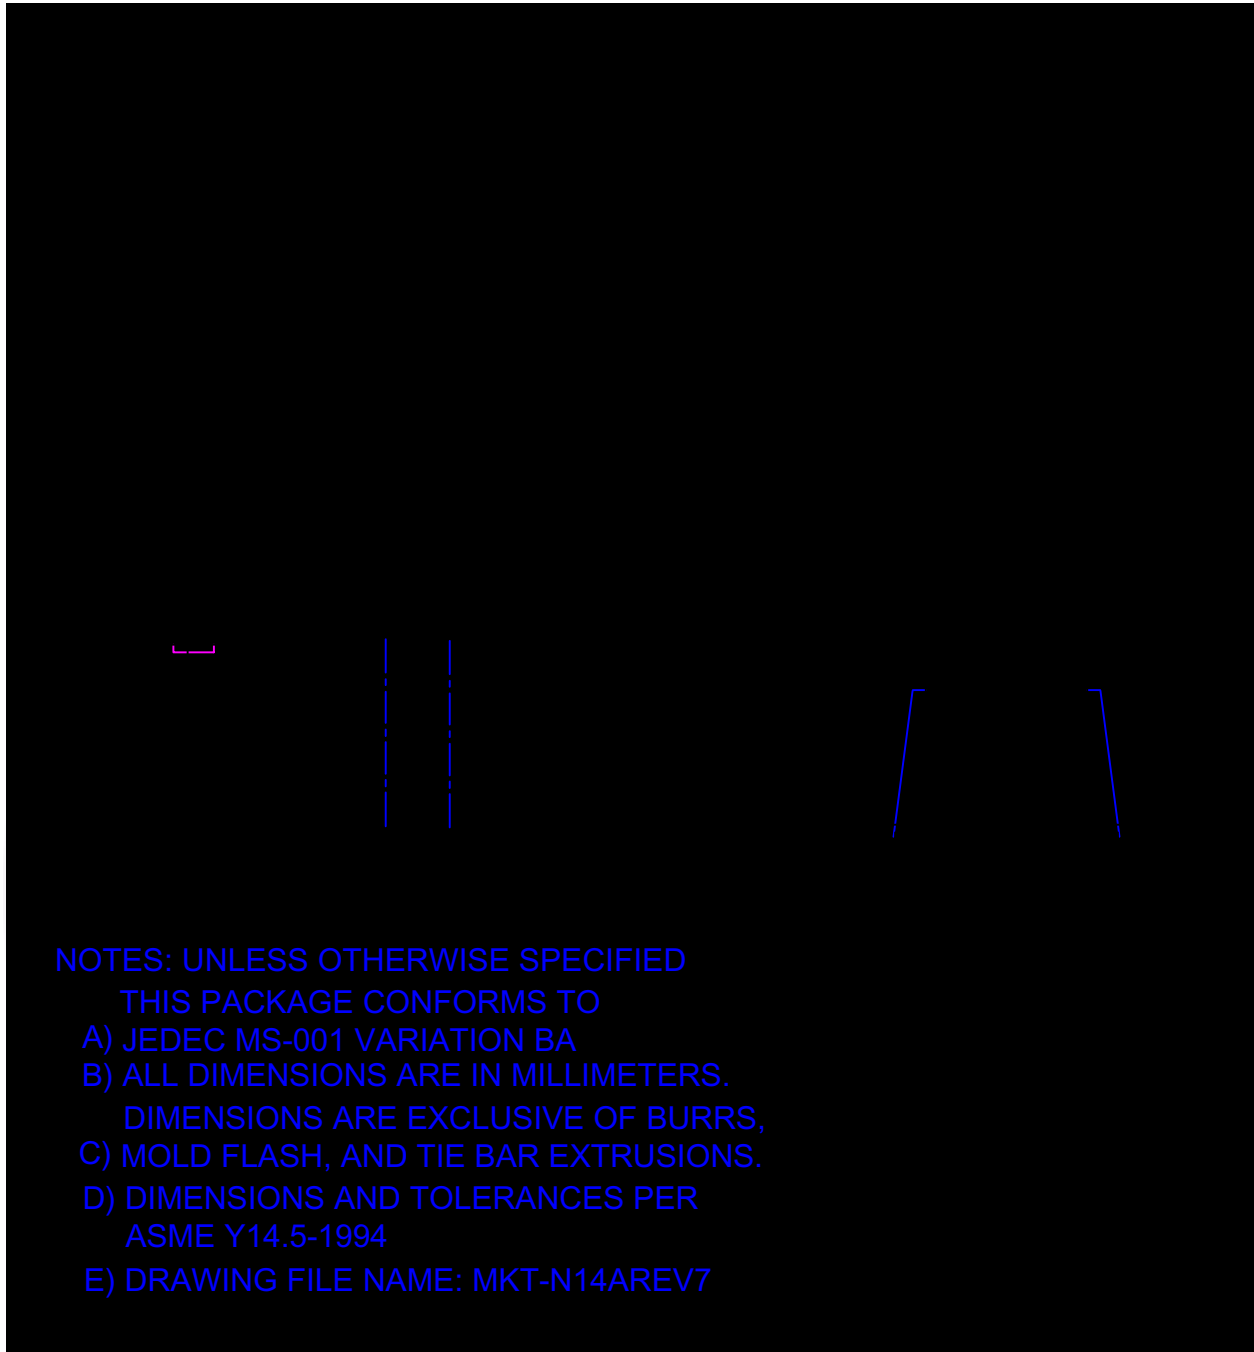 NOTES: UNLESS OTHERWISE SPECIFIED
THIS PACKAGE CONFORMS TO
A) JEDEC MS-001 VARIATION BA
B) ALL DIMENSIONS ARE IN MILLIMETERS.
DIMENSIONS ARE EXCLUSIVE OF BURRS,
C) MOLD FLASH, AND TIE BAR EXTRUSIONS.
D) DIMENSIONS AND TOLERANCES PER
ASME Y14.5-1994
E) DRAWING FILE NAME: MKT-N14AREV7